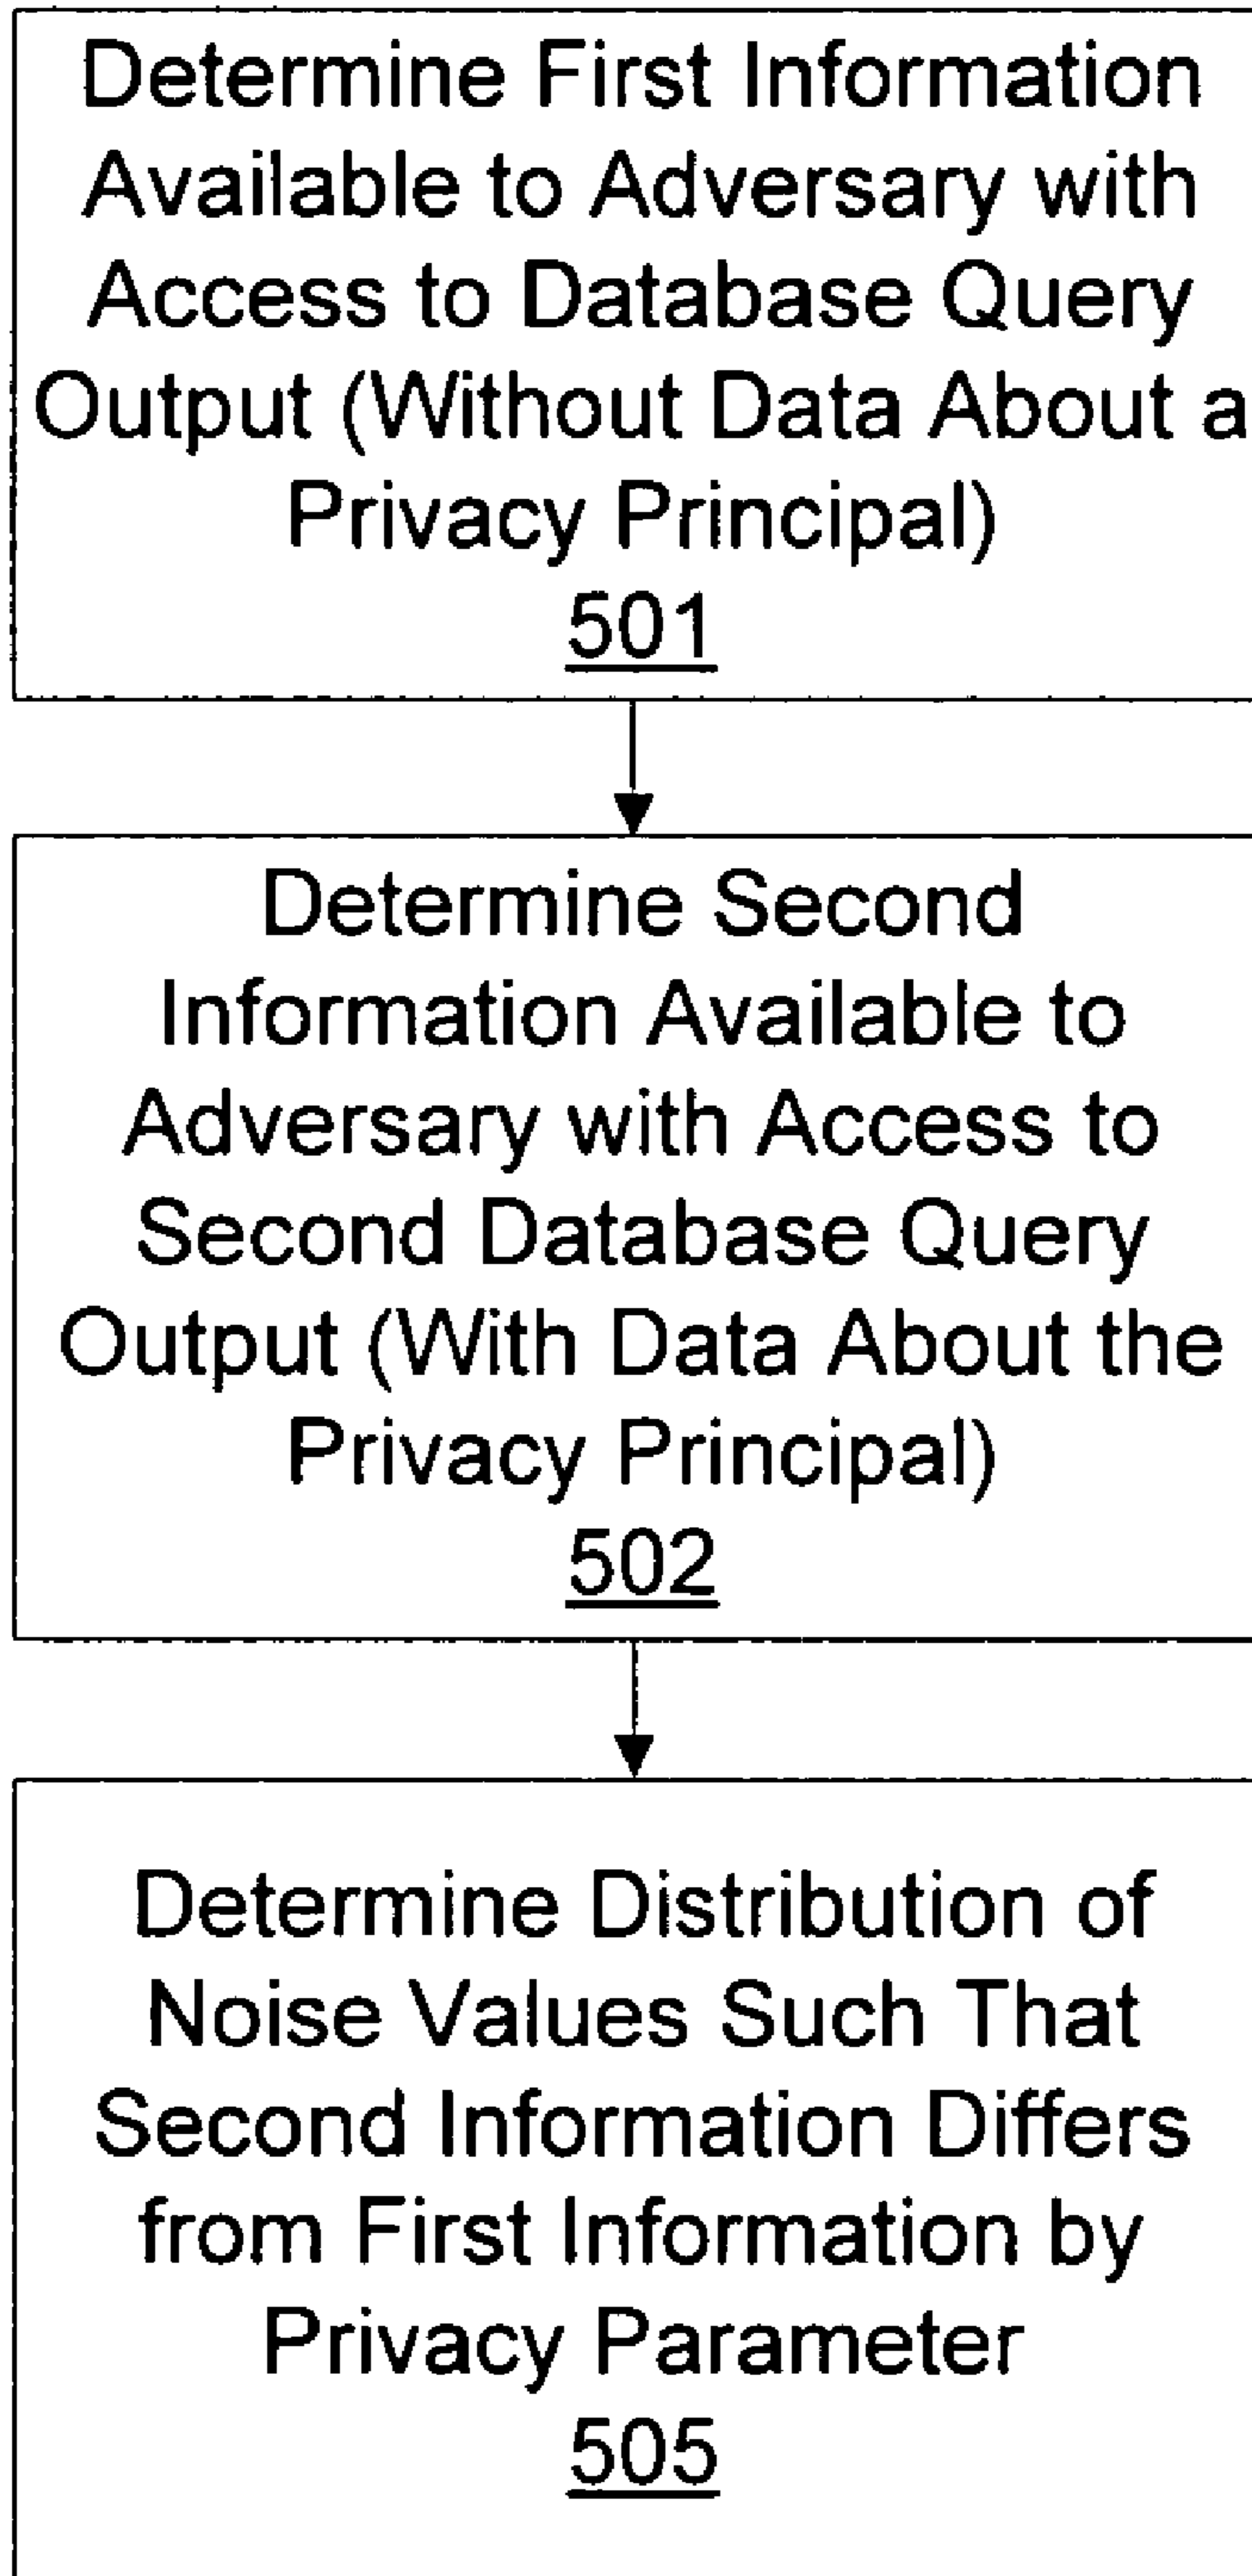 Determine First Information
Available to Adversary with
Access to Database Query
Output (Without Data About a
Privacy Principal)
501
Determine Second
Information Available to
Adversary with Access to
Second Database Query
Output (With Data About the
Privacy Principal)
502
Determine Distribution of
Noise Values Such That
Second Information Differs
from First Information by
Privacy Parameter
505